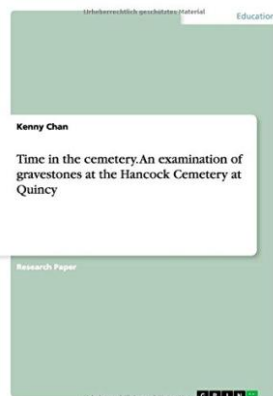 Urheberrechtlich geschütztes Material
Education
Kenny Chan
Time in the cemetery. An examination of
gravestones at the Hancock Cemetery at
Quincy
Research Paper
GRIN